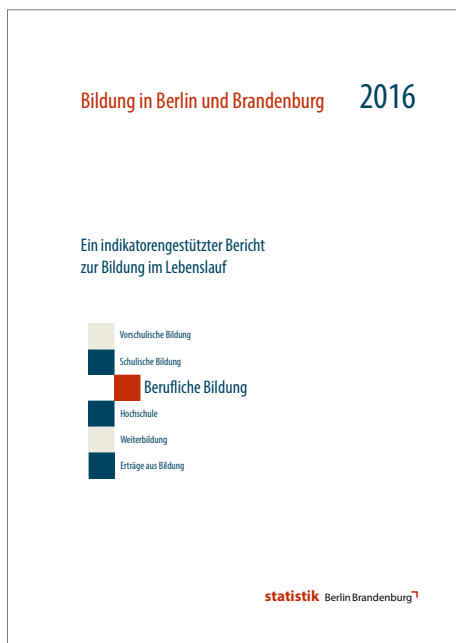 Bildung in Berlin und Brandenburg 2016
Ein indikatorengestützter Bericht
zur Bildung im Lebenslauf
Vorschulische Bildung
Schulische Bildung
Berufliche Bildung
Hochschule
Weiterbildung
Erträge aus Bildung
statistik Berlin Brandenburg